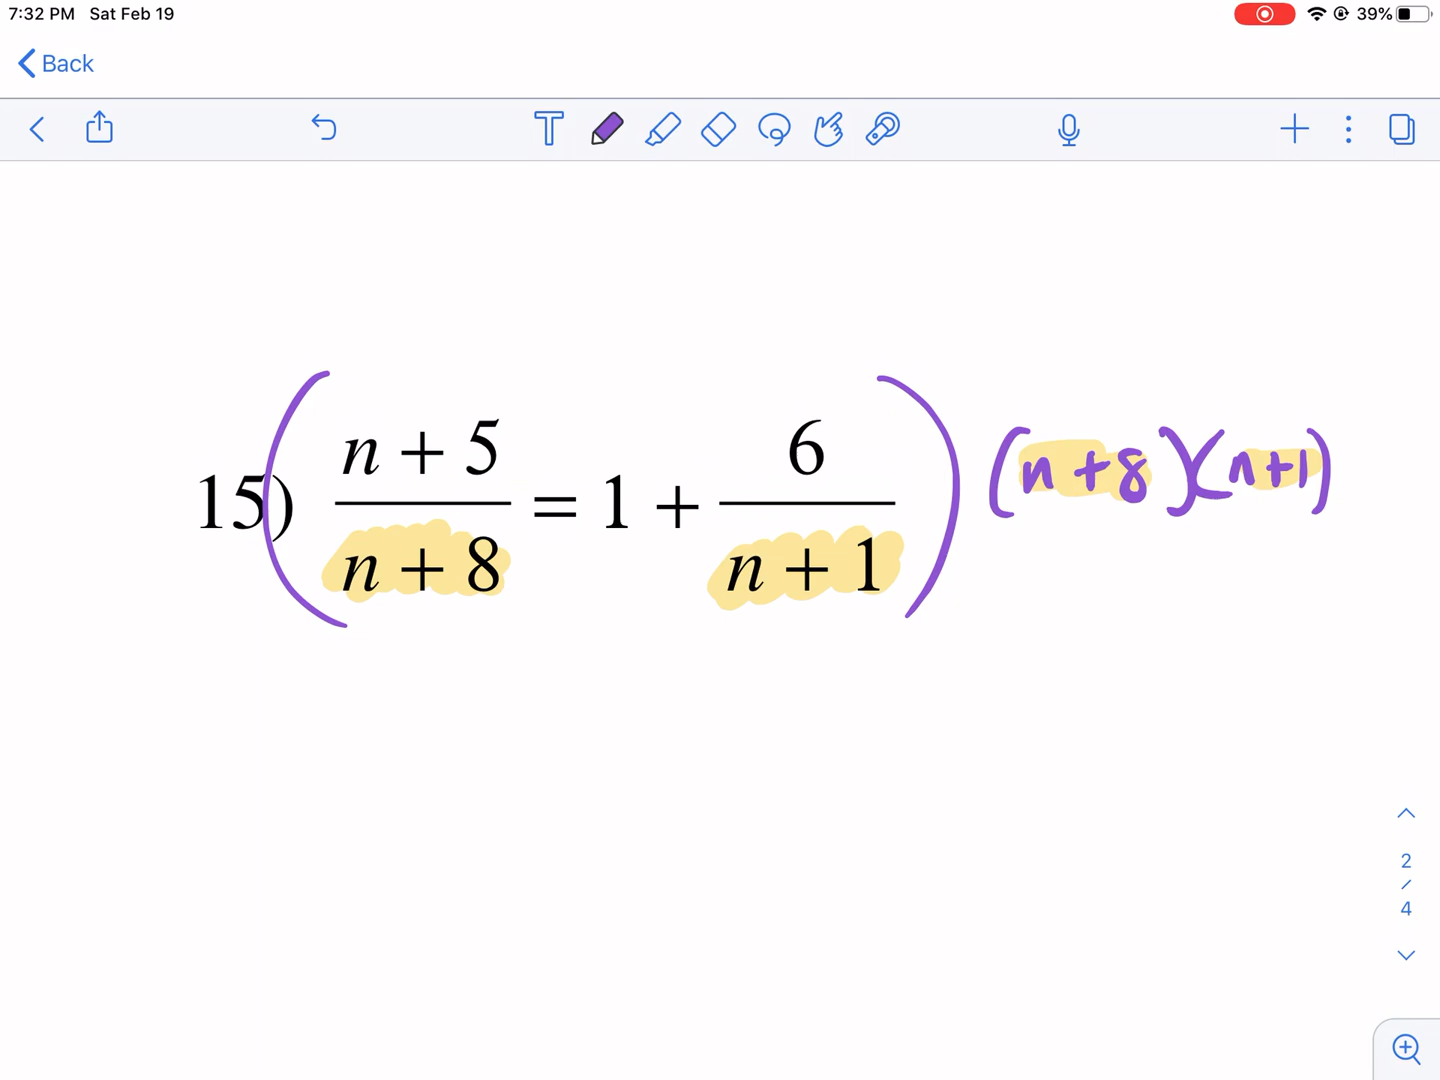 7:32 PM Sat Feb 19 39%
Back
T
15) ( (n + 5)/(n + 8) = 1 + 6/(n + 1) ) (n + 8)(n + 1)
2
/
4